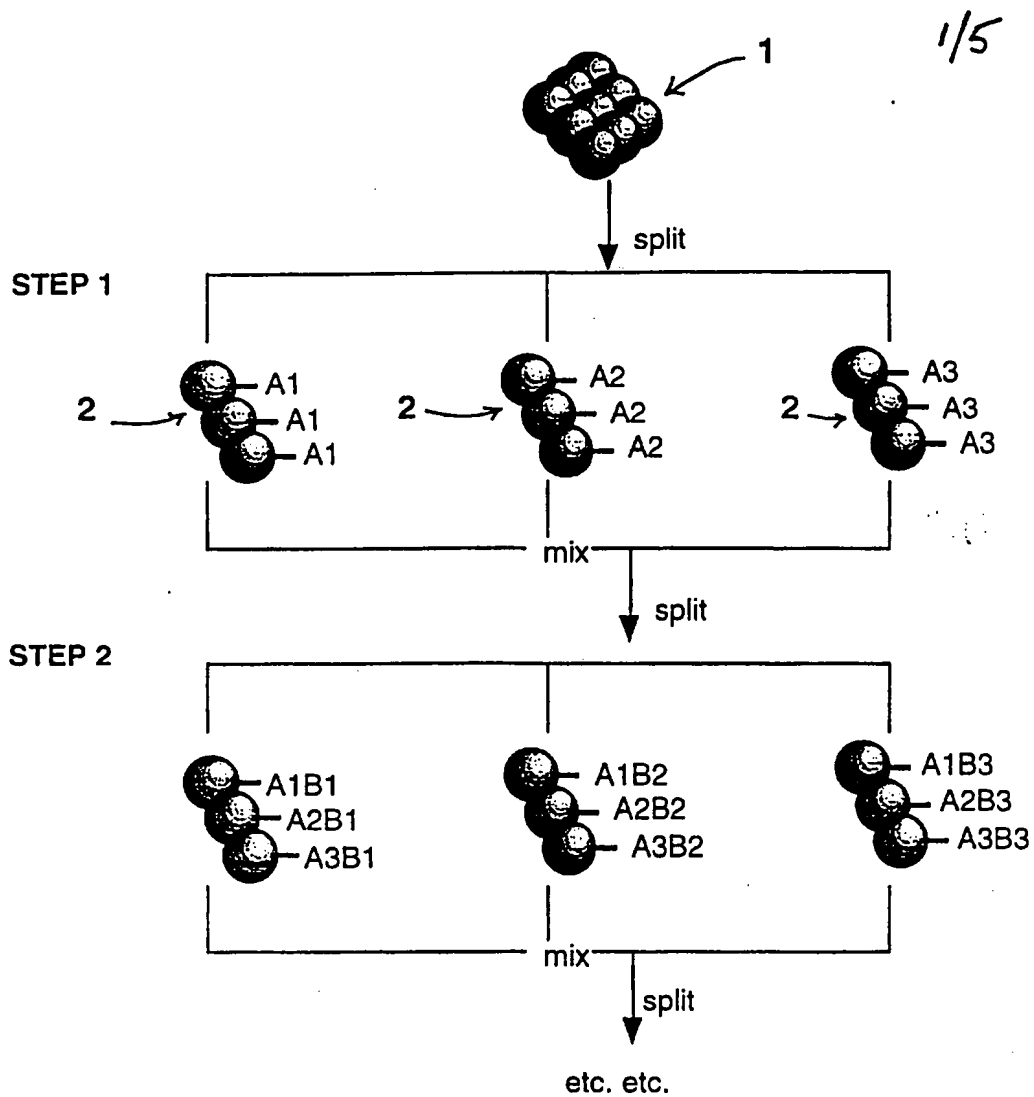 1/5
1
split
STEP 1
2 A1 A1 A1
2 A2 A2 A2
2 A3 A3 A3
mix
split
STEP 2
A1B1 A2B1 A3B1
A1B2 A2B2 A3B2
A1B3 A2B3 A3B3
mix
split
etc. etc.